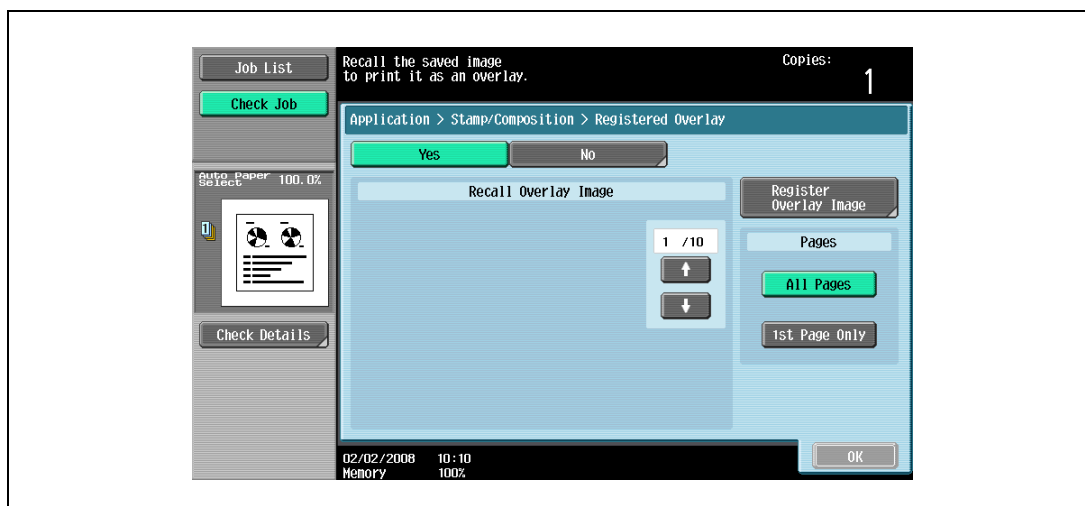 Job List
Check Job
Recall the saved image
to print it as an overlay.
Copies:
1
Application > Stamp/Composition > Registered Overlay
Yes
No
Auto Paper
Select
100.0%
1
Recall Overlay Image
1 /10
Register
Overlay Image
Pages
All Pages
1st Page Only
Check Details
02/02/2008 10:10
Memory 100%
OK